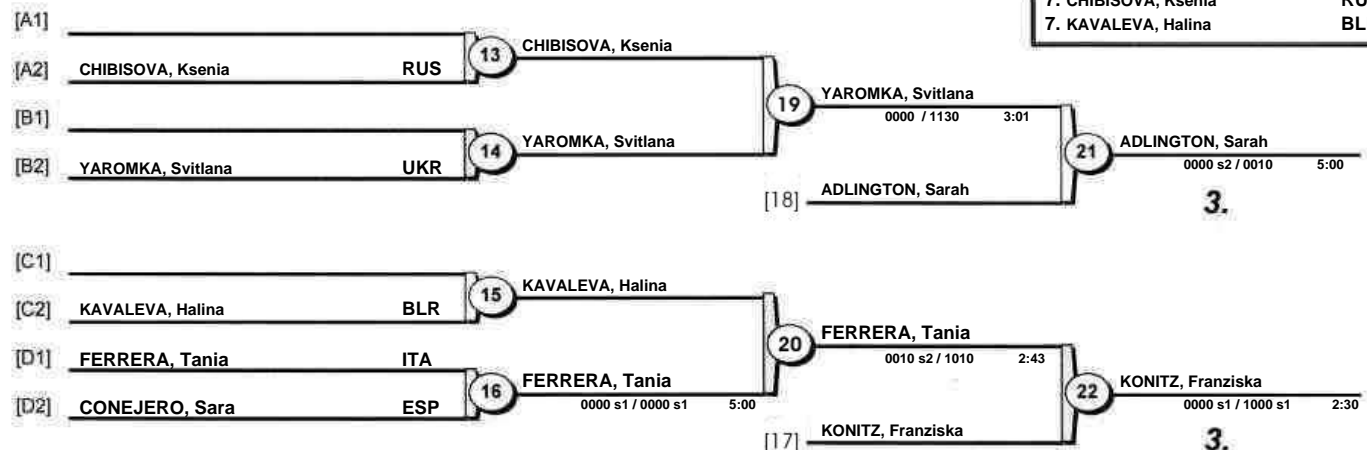 7. CHIBISOVA, Ksenia RU
7. KAVALEVA, Halina BL
[A1]
[A2] CHIBISOVA, Ksenia RUS
13 CHIBISOVA, Ksenia
[B1]
[B2] YAROMKA, Svitlana UKR
14 YAROMKA, Svitlana
19 YAROMKA, Svitlana
0000 / 1130 3:01
[18] ADLINGTON, Sarah
21 ADLINGTON, Sarah
0000 s2 / 0010 5:00
3.
[C1]
[C2] KAVALEVA, Halina BLR
15 KAVALEVA, Halina
[D1] FERRERA, Tania ITA
[D2] CONEJERO, Sara ESP
16 FERRERA, Tania
0000 s1 / 0000 s1 5:00
20 FERRERA, Tania
0010 s2 / 1010 2:43
[17] KONITZ, Franziska
22 KONITZ, Franziska
0000 s1 / 1000 s1 2:30
3.